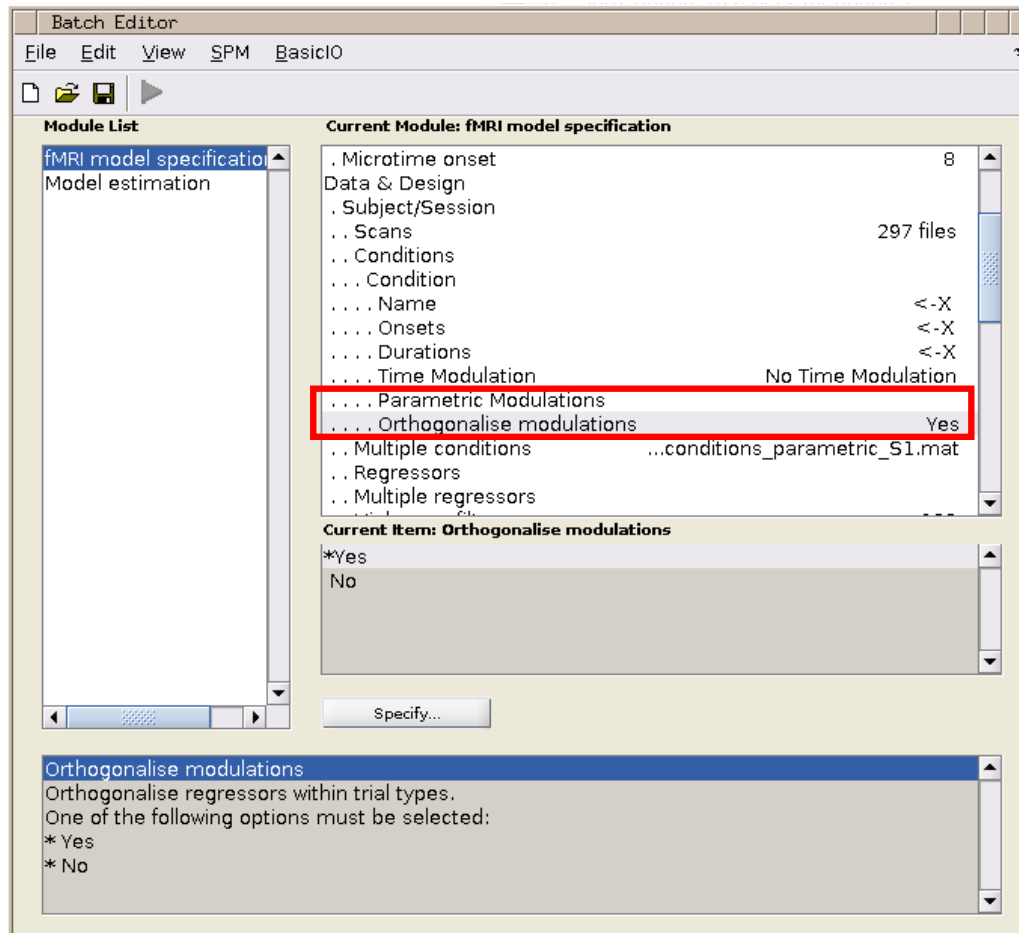 Batch Editor
File Edit View SPM BasicIO
Module List
fMRI model specification
Model estimation
Current Module: fMRI model specification
. Microtime onset 8
Data & Design
. Subject/Session
. . Scans 297 files
. . Conditions
. . . Condition
. . . . Name <-X
. . . . Onsets <-X
. . . . Durations <-X
. . . . Time Modulation No Time Modulation
. . . . Parametric Modulations
. . . . Orthogonalise modulations Yes
. . Multiple conditions ...conditions_parametric_S1.mat
. . Regressors
. . Multiple regressors
Current Item: Orthogonalise modulations
*Yes
No
Specify...
Orthogonalise modulations
Orthogonalise regressors within trial types.
One of the following options must be selected:
* Yes
* No